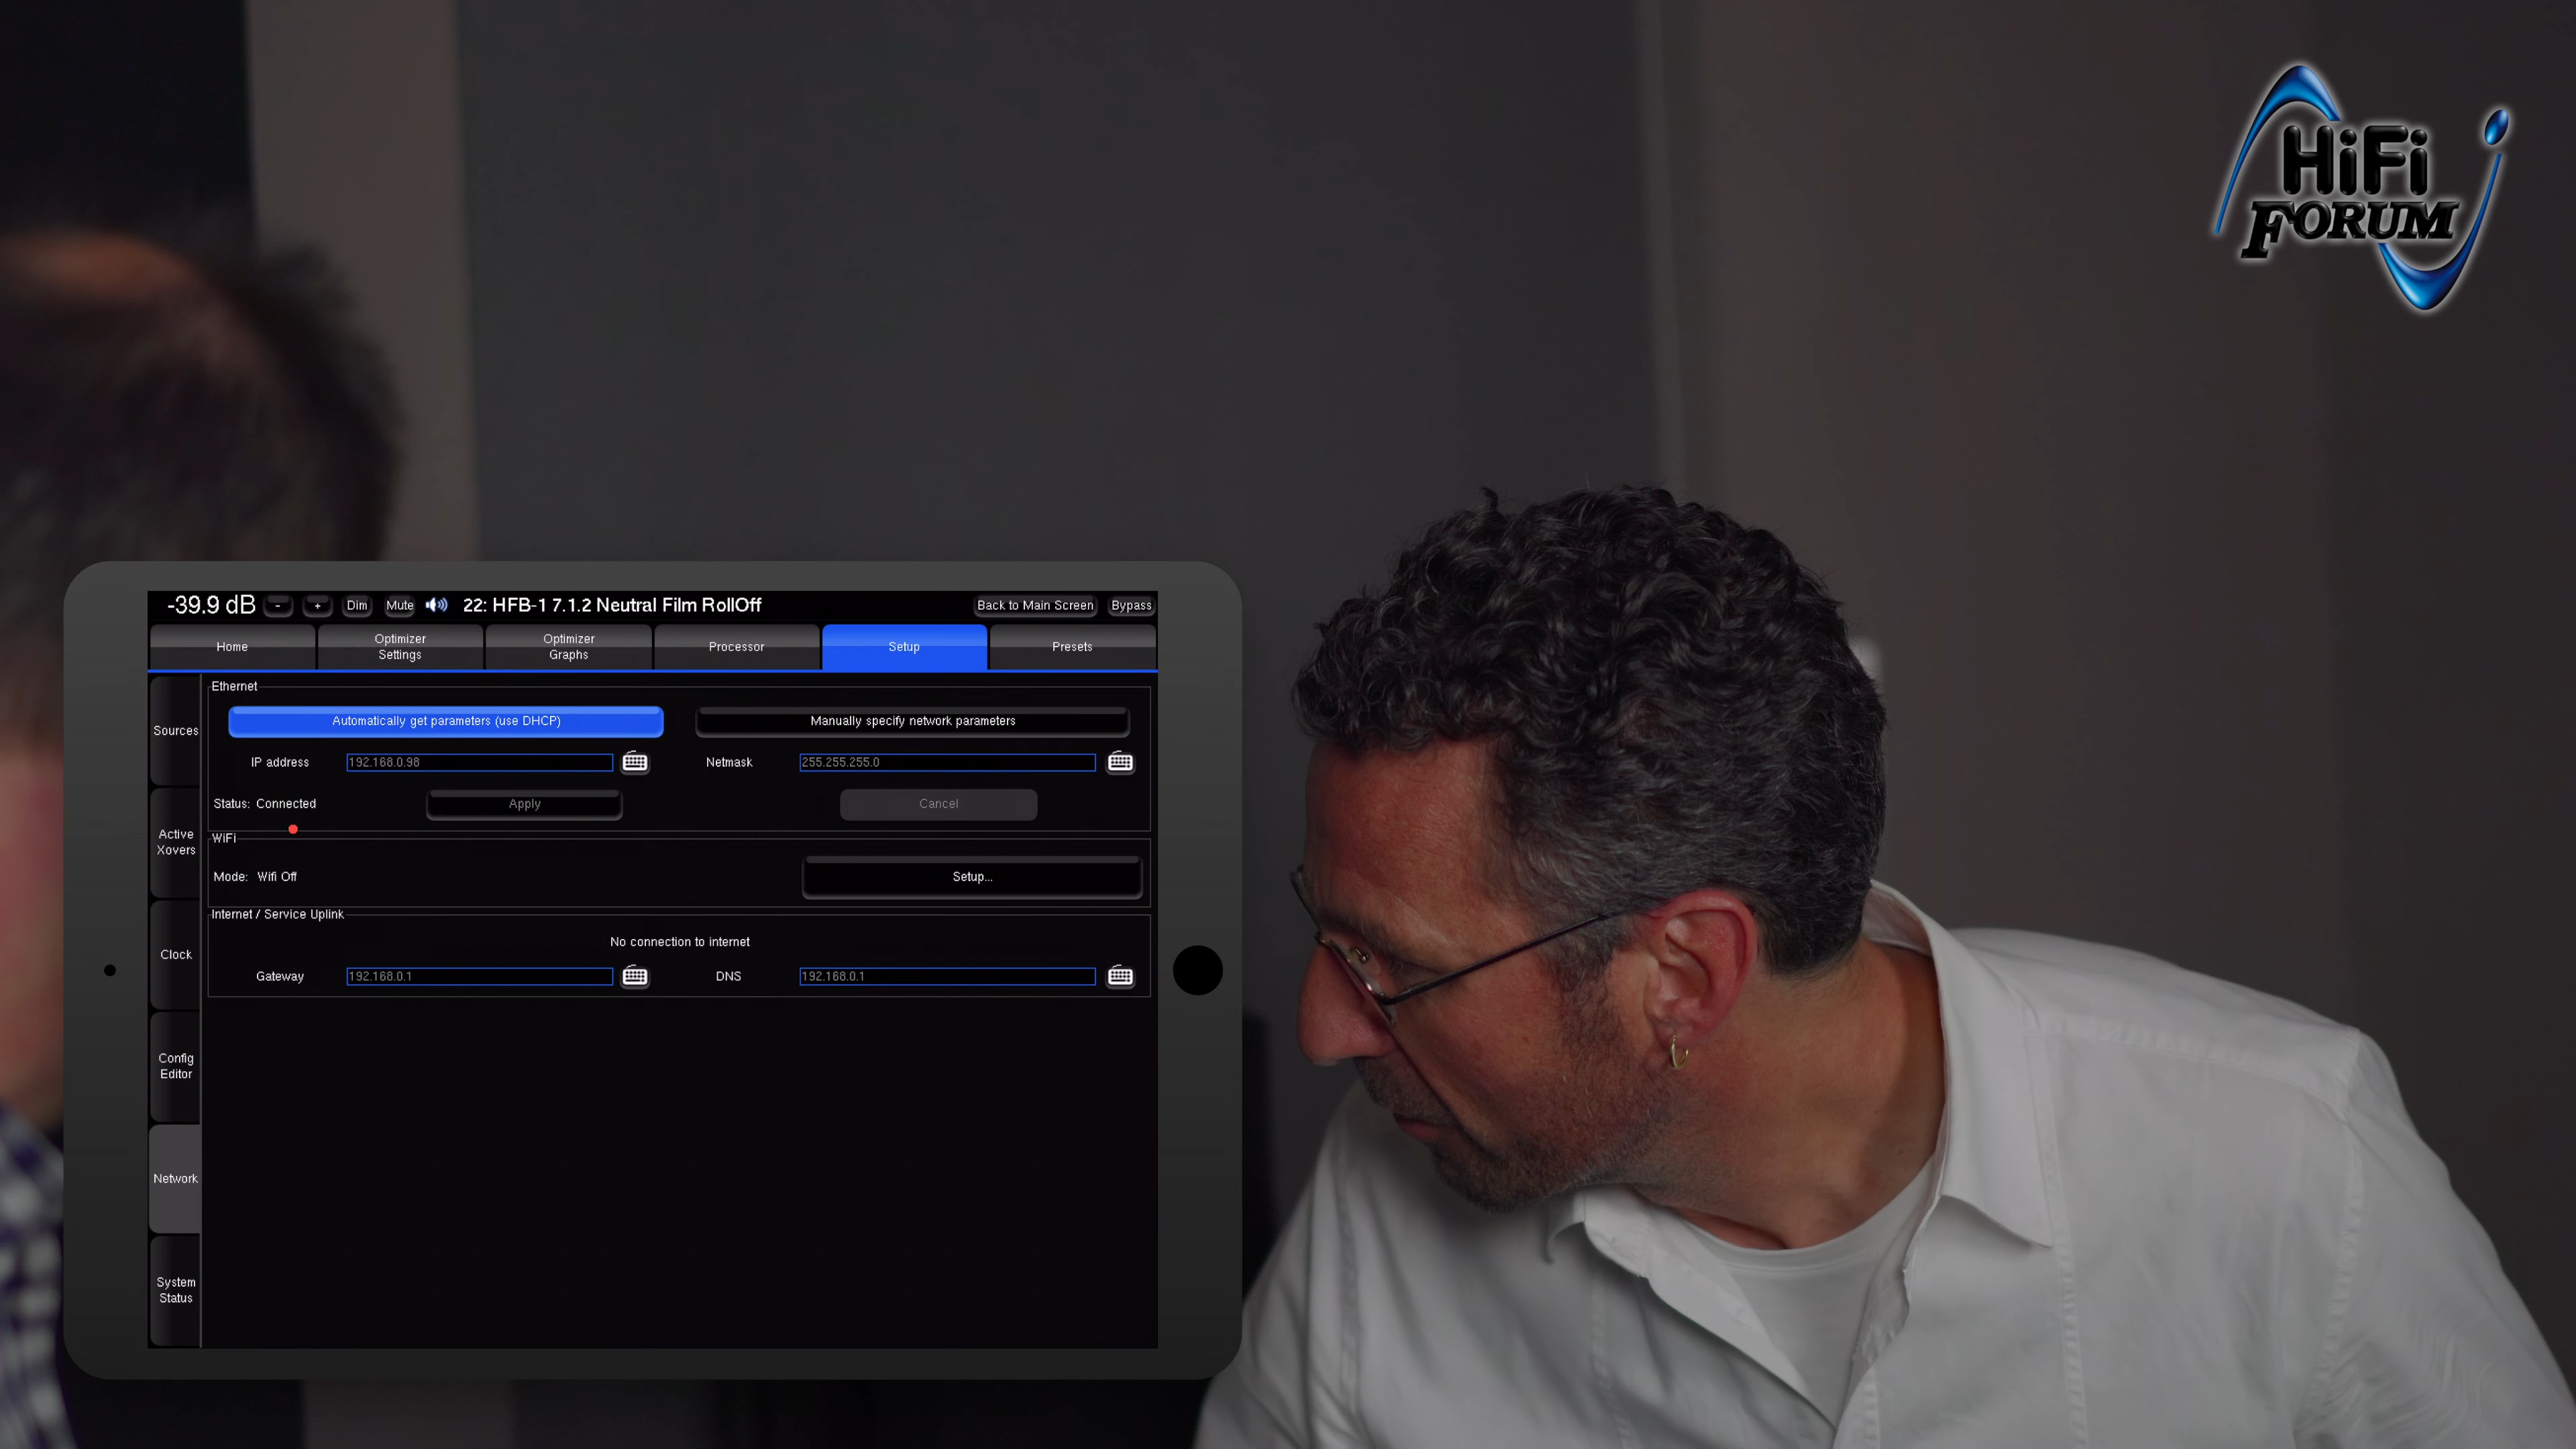 HiFi
FORUM
-39.9 dB - + Dim Mute 22: HFB-1 7.1.2 Neutral Film RollOff Back to Main Screen Bypass
Home
Optimizer
Settings
Optimizer
Graphs
Processor
Setup
Presets
Sources
Active
Xovers
Clock
Config
Editor
Network
System
Status
Ethernet
Automatically get parameters (use DHCP) Manually specify network parameters
IP address 192.168.0.98 Netmask 255.255.255.0
Status: Connected Apply Cancel
WiFi
Mode: Wifi Off Setup...
Internet / Service Uplink
No connection to internet
Gateway 192.168.0.1 DNS 192.168.0.1